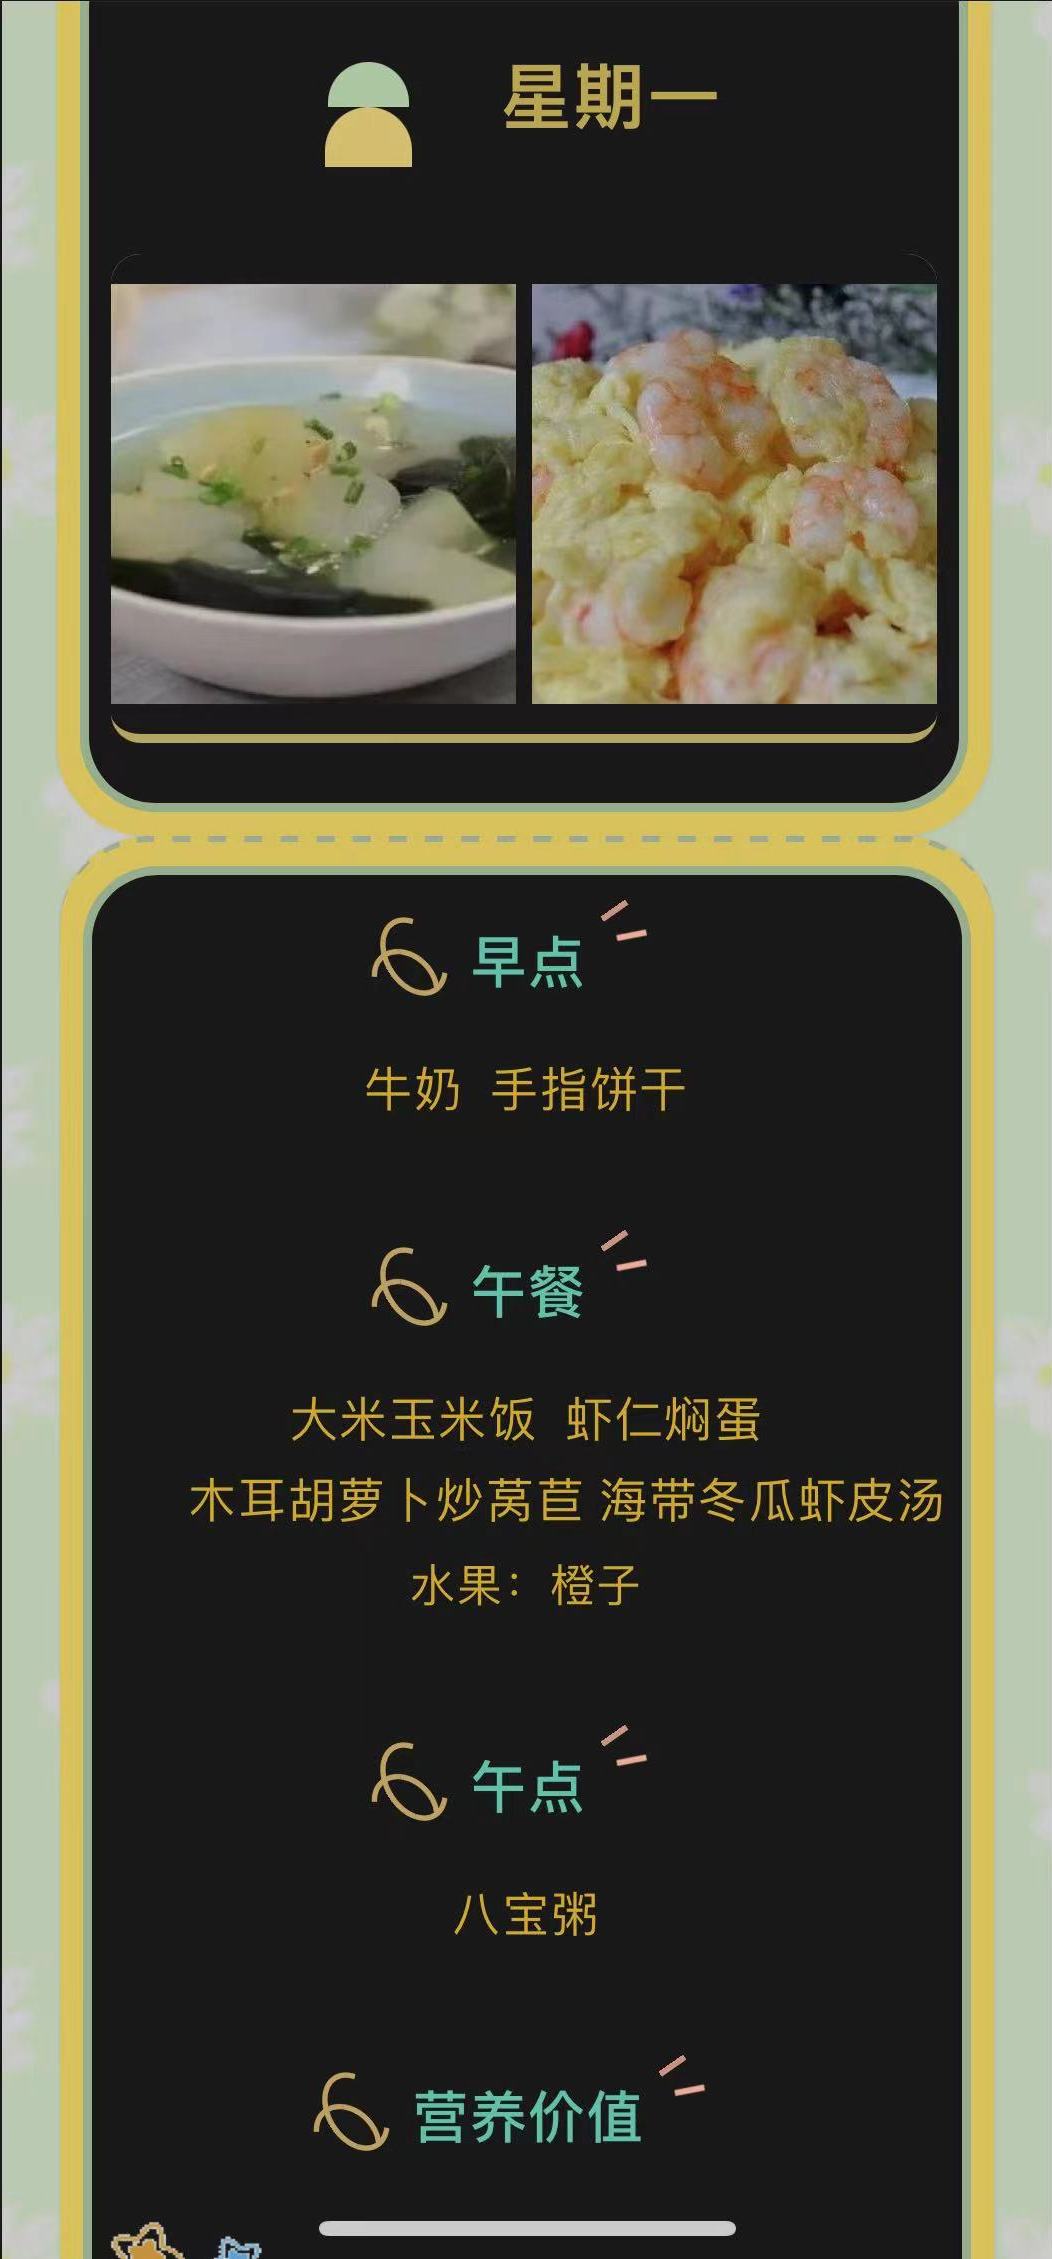 星期一
早点
牛奶 手指饼干
午餐
大米玉米饭 虾仁焖蛋
木耳胡萝卜炒莴苣 海带冬瓜虾皮汤
水果：橙子
午点
八宝粥
营养价值